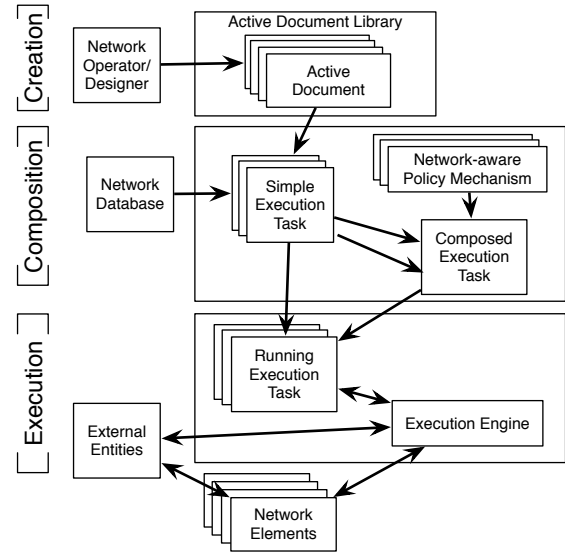 Creation
Network
Operator/
Designer
Active Document Library
Active
Document
Composition
Network
Database
Simple
Execution
Task
Network-aware
Policy Mechanism
Composed
Execution
Task
Execution
Running
Execution
Task
External
Entities
Execution Engine
Network
Elements